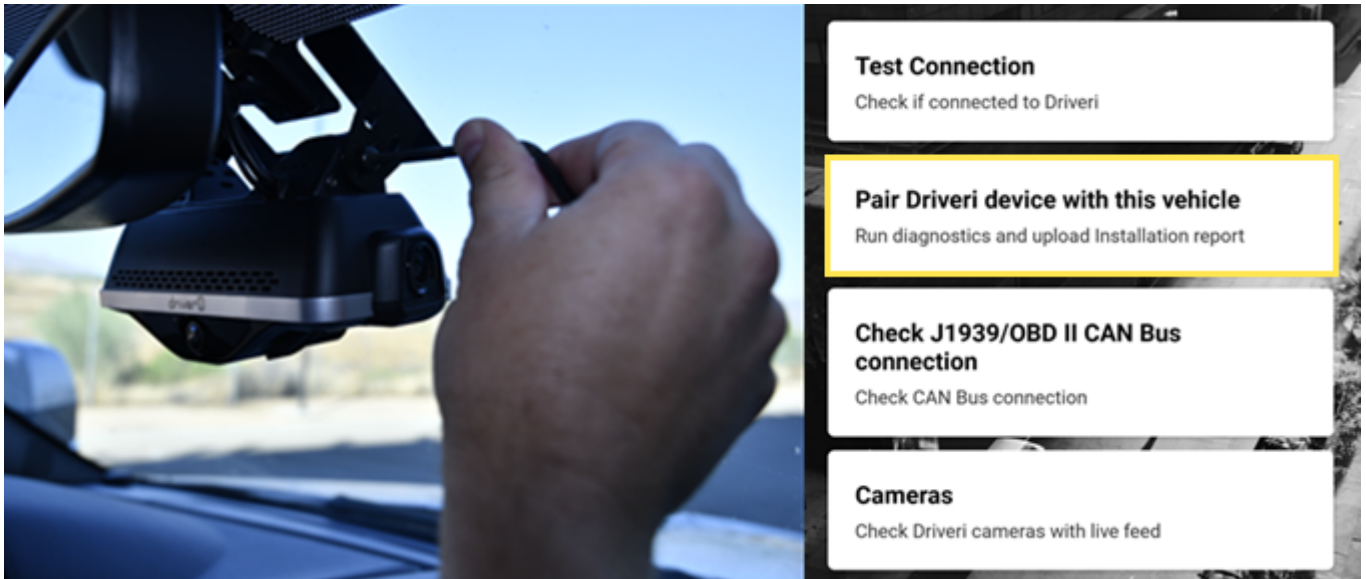 driveri
Test Connection
Check if connected to Driveri
Pair Driveri device with this vehicle
Run diagnostics and upload Installation report
Check J1939/OBD II CAN Bus
connection
Check CAN Bus connection
Cameras
Check Driveri cameras with live feed